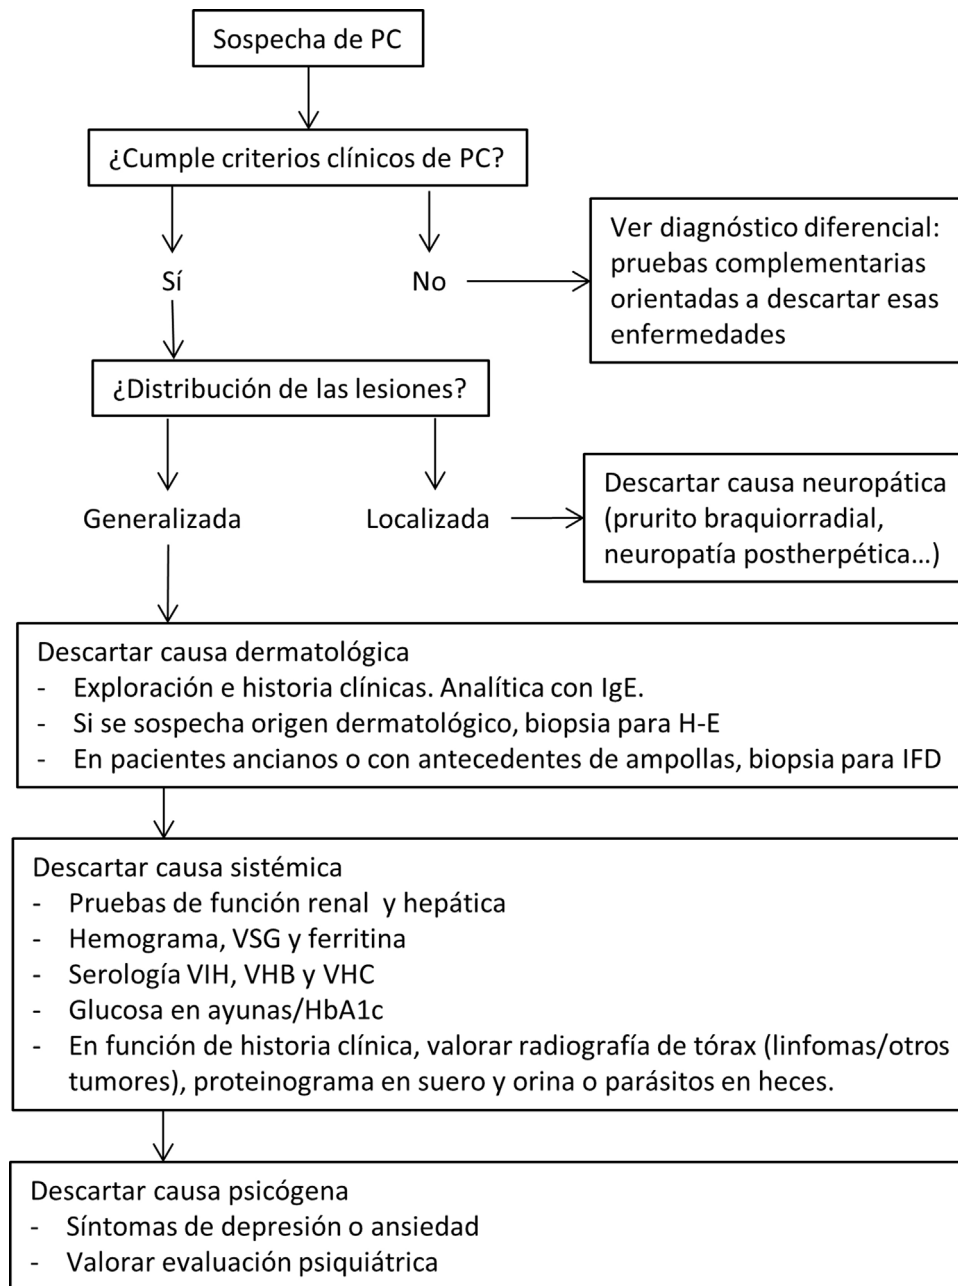 Sospecha de PC
¿Cumple criterios clínicos de PC?
Sí
No
Ver diagnóstico diferencial:
pruebas complementarias
orientadas a descartar esas
enfermedades
¿Distribución de las lesiones?
Generalizada
Localizada
Descartar causa neuropática
(prurito braquiorradial,
neuropatía postherpética...)
Descartar causa dermatológica
- Exploración e historia clínicas. Analítica con IgE.
- Si se sospecha origen dermatológico, biopsia para H-E
- En pacientes ancianos o con antecedentes de ampollas, biopsia para IFD
Descartar causa sistémica
- Pruebas de función renal y hepática
- Hemograma, VSG y ferritina
- Serología VIH, VHB y VHC
- Glucosa en ayunas/HbA1c
- En función de historia clínica, valorar radiografía de tórax (linfomas/otros
tumores), proteinograma en suero y orina o parásitos en heces.
Descartar causa psicógena
- Síntomas de depresión o ansiedad
- Valorar evaluación psiquiátrica